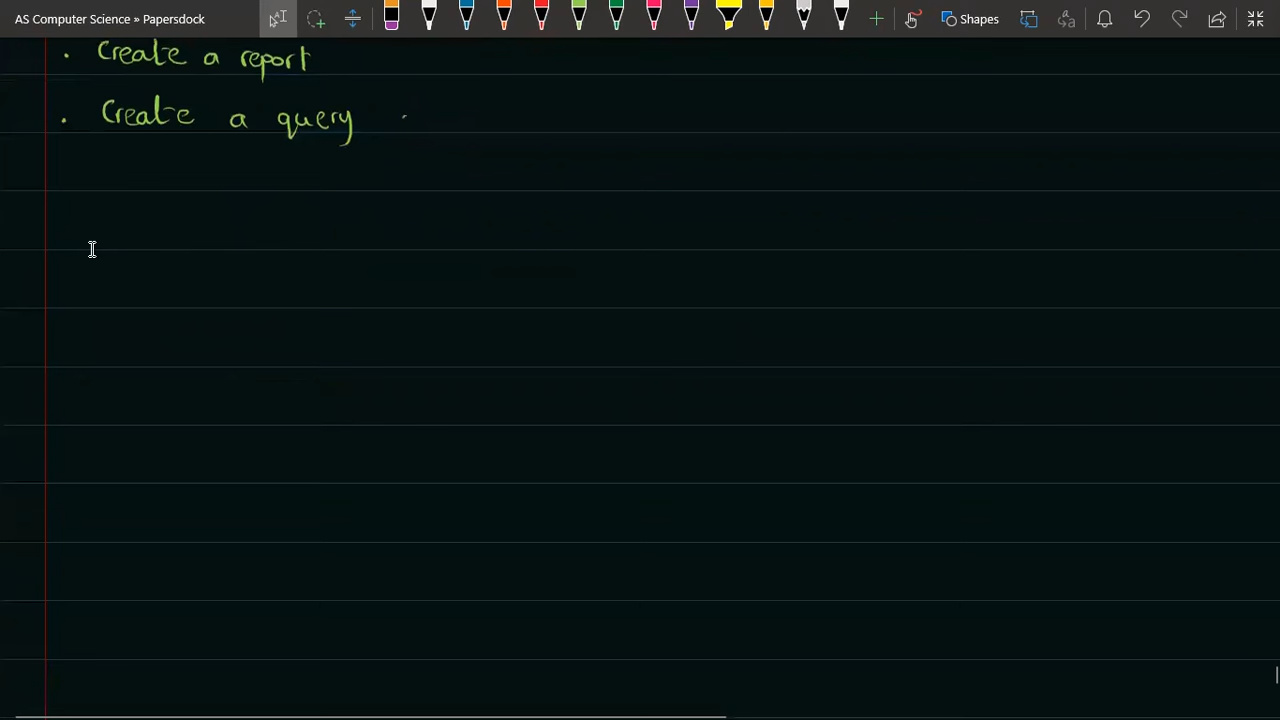 AS Computer Science » Papersdock
Shapes
· Create a report
· Create a query